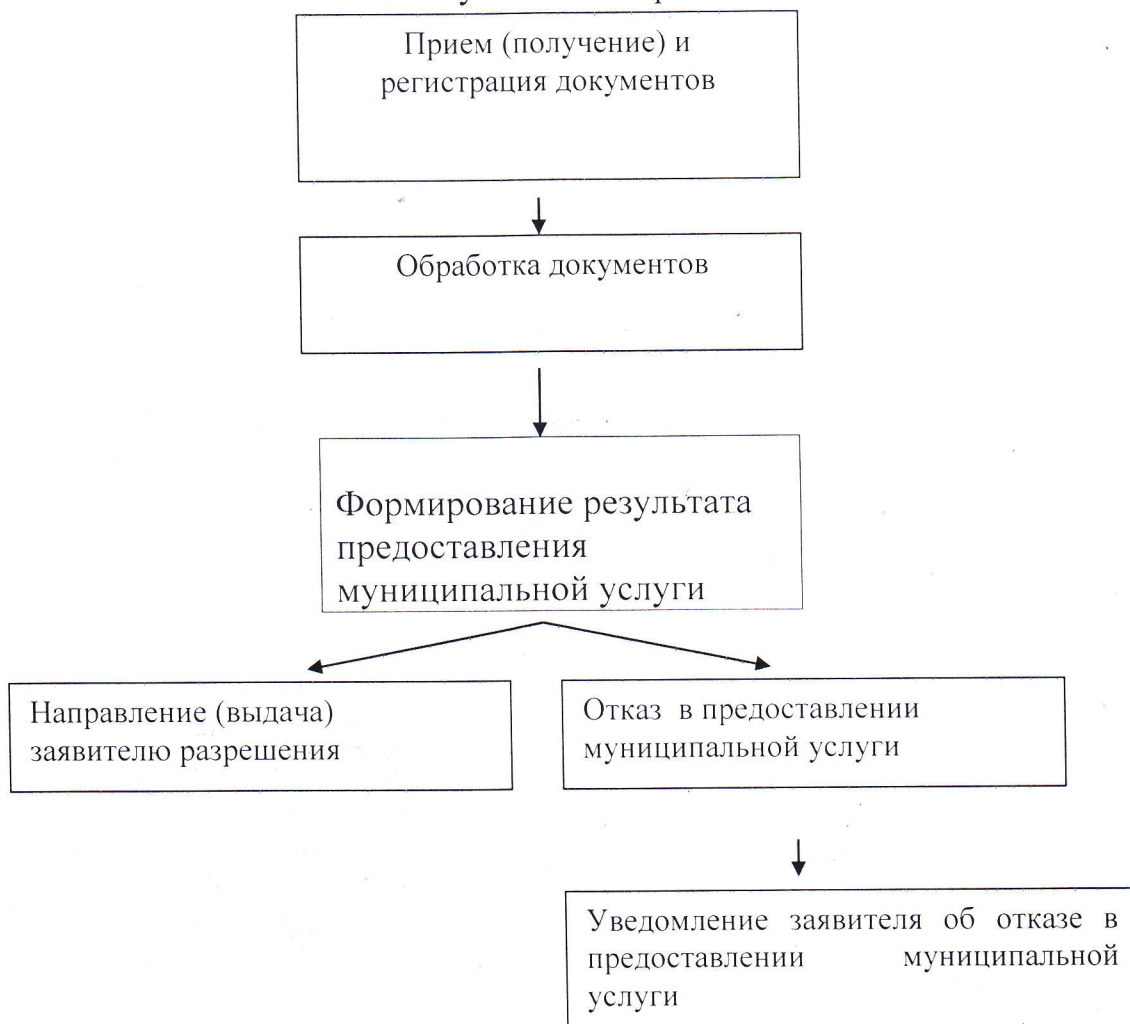 Прием (получение) и
регистрация документов
Обработка документов
Формирование результата
предоставления
муниципальной услуги
Направление (выдача)
заявителю разрешения
Отказ в предоставлении
муниципальной услуги
Уведомление заявителя об отказе в
предоставлении муниципальной
услуги